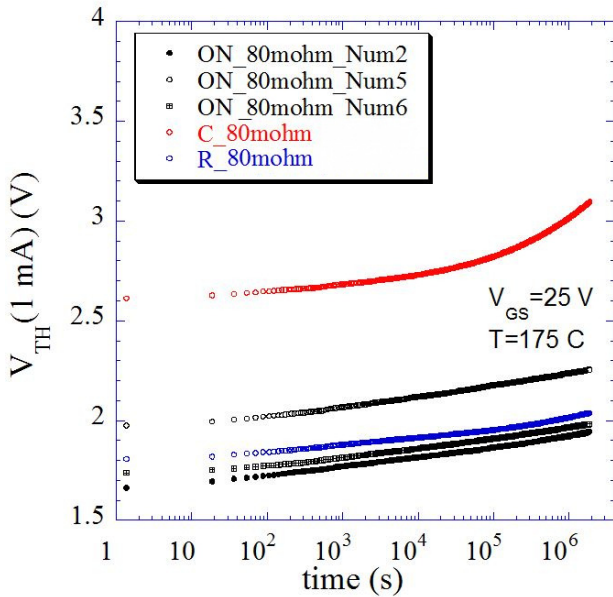 4
ON_80mohm_Num2
ON_80mohm_Num5
ON_80mohm_Num6
C_80mohm
R_80mohm
3.5
3
V_TH (1 mA) (V)
V_GS=25 V
T=175 C
2.5
2
1.5
1 10 10^2 10^3 10^4 10^5 10^6
time (s)